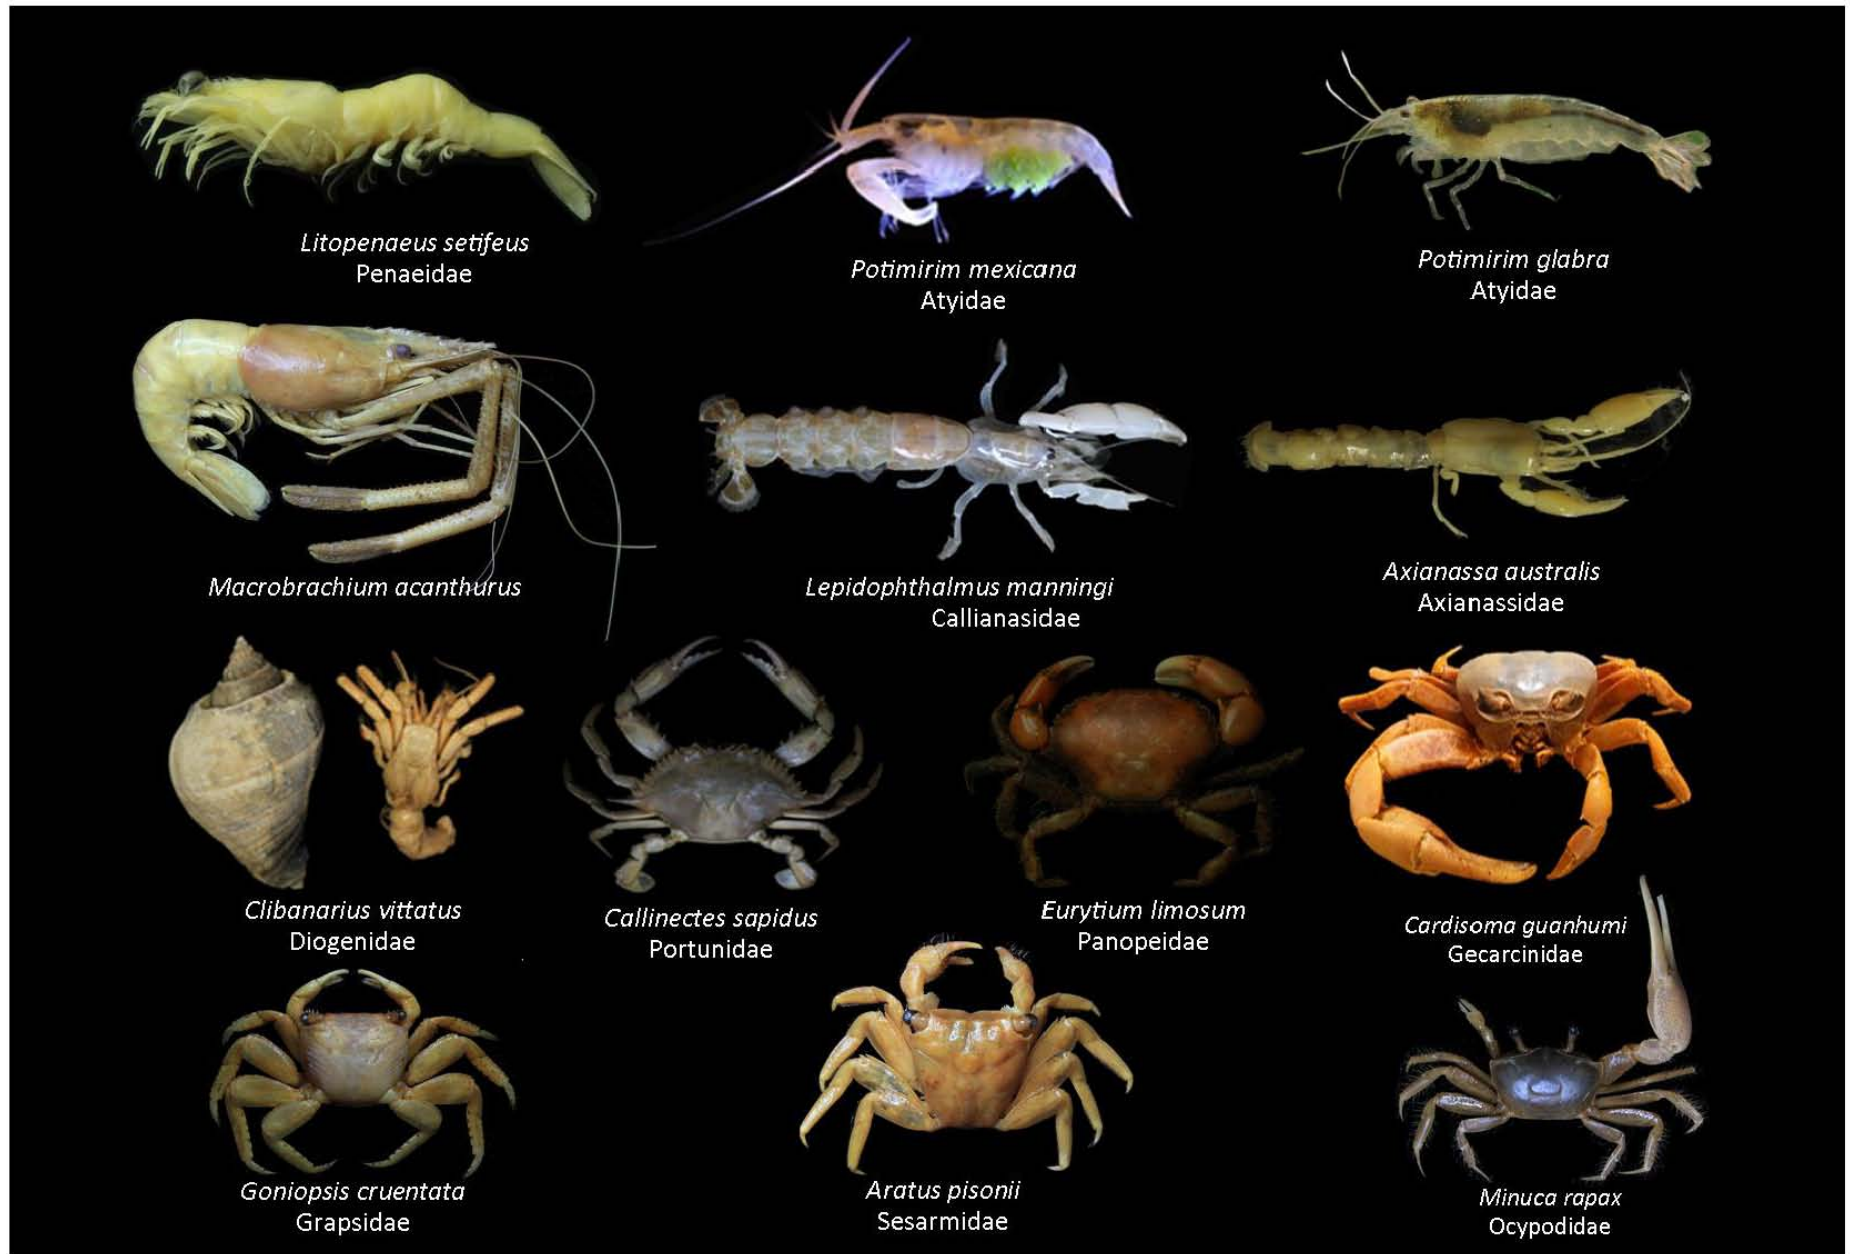 Litopenaeus setifeus
Penaeidae
Potimirim mexicana
Atyidae
Potimirim glabra
Atyidae
Macrobrachium acanthurus
Lepidophthalmus manningi
Callianasidae
Axianassa australis
Axianassidae
Clibanarius vittatus
Diogenidae
Callinectes sapidus
Portunidae
Eurytium limosum
Panopeidae
Cardisoma guanhumi
Gecarcinidae
Goniopsis cruentata
Grapsidae
Aratus pisonii
Sesarmidae
Minuca rapax
Ocypodidae